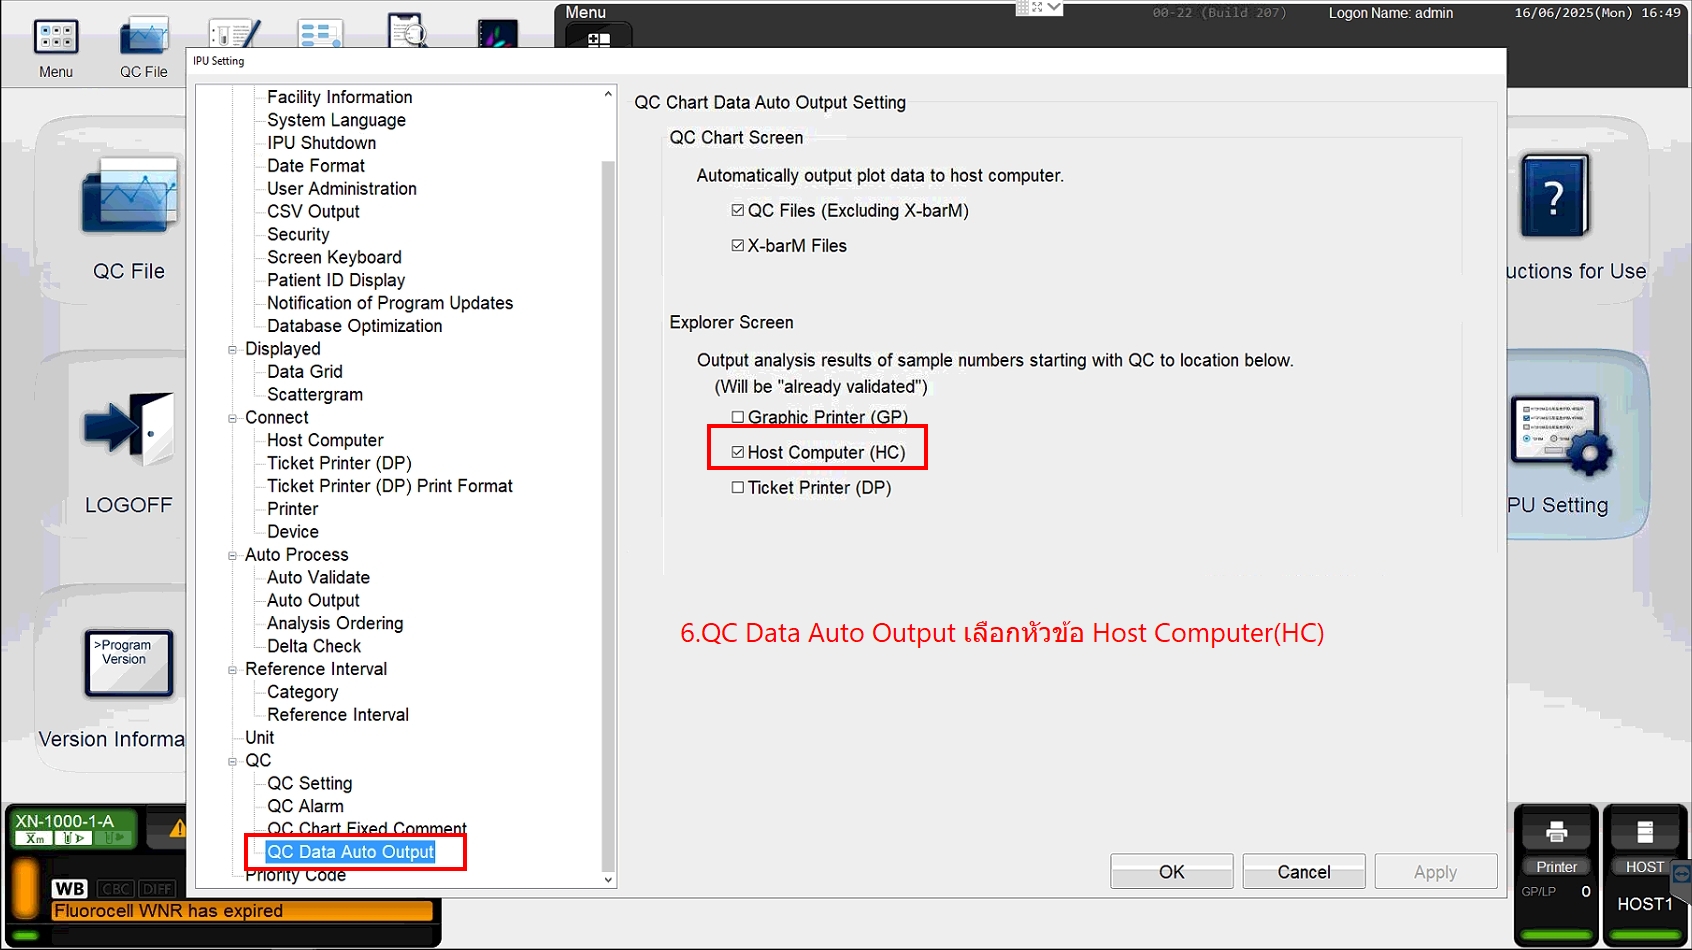 Menu
00-22 (Build 207)
Logon Name: admin
16/06/2025(Mon) 16:49
Menu
QC File
IPU Setting
Facility Information
System Language
IPU Shutdown
Date Format
User Administration
CSV Output
Security
Screen Keyboard
Patient ID Display
Notification of Program Updates
Database Optimization
Displayed
Data Grid
Scattergram
Connect
Host Computer
Ticket Printer (DP)
Ticket Printer (DP) Print Format
Printer
Device
Auto Process
Auto Validate
Auto Output
Analysis Ordering
Delta Check
Reference Interval
Category
Reference Interval
Unit
QC
QC Setting
QC Alarm
QC Chart Fixed Comment
QC Data Auto Output
Priority Code
QC Chart Data Auto Output Setting
QC Chart Screen
Automatically output plot data to host computer.
QC Files (Excluding X-barM)
X-barM Files
Explorer Screen
Output analysis results of sample numbers starting with QC to location below.
(Will be "already validated")
Graphic Printer (GP)
Host Computer (HC)
Ticket Printer (DP)
6.QC Data Auto Output เลือกหัวข้อ Host Computer(HC)
OK
Cancel
Apply
QC File
LOGOFF
>Program
Version
Version Informa
?
uctions for Use
PU Setting
XN-1000-1-A
Xm
WB CBC DIFF
Fluorocell WNR has expired
Printer
GP/LP 0
HOST
HOST1